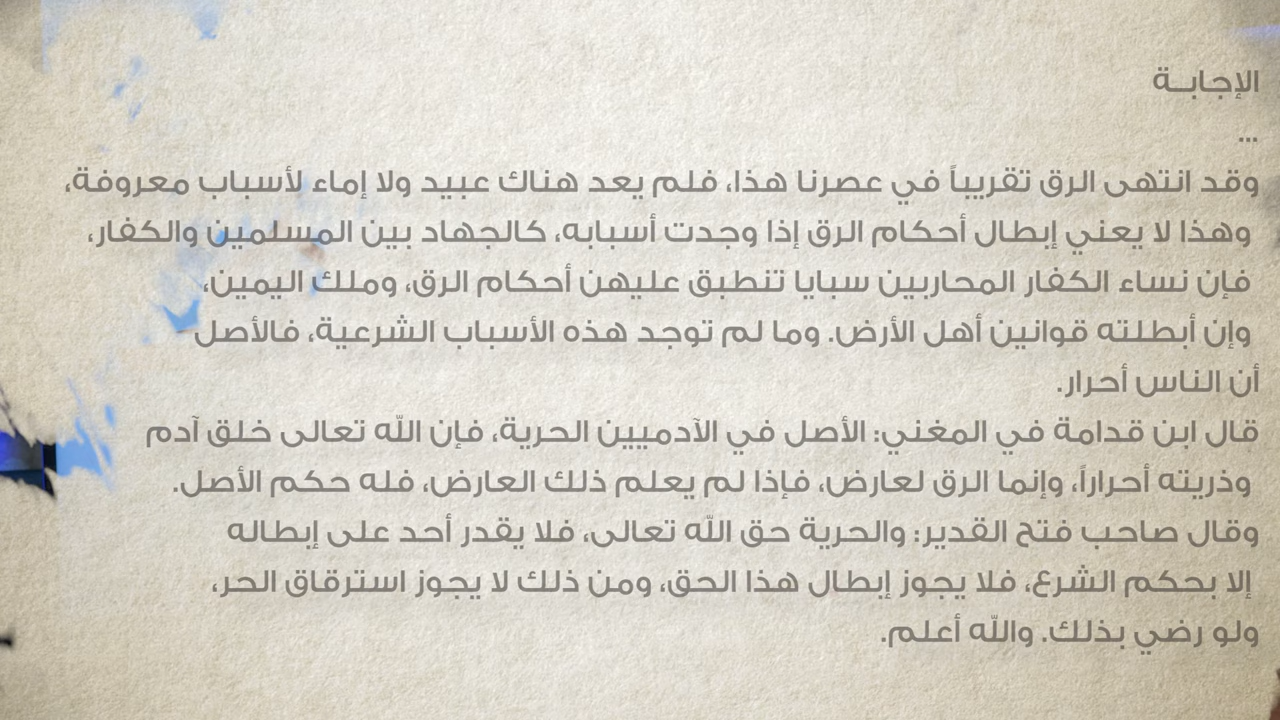 الإجابــة
...
وقد انتهى الرق تقريباً في عصرنا هذا، فلم يعد هناك عبيد ولا إماء لأسباب معروفة،
وهذا لا يعني إبطال أحكام الرق إذا وجدت أسبابه، كالجهاد بين المسلمين والكفار،
فإن نساء الكفار المحاربين سبايا تنطبق عليهن أحكام الرق، وملك اليمين،
وإن أبطلته قوانين أهل الأرض. وما لم توجد هذه الأسباب الشرعية، فالأصل
أن الناس أحرار.
قال ابن قدامة في المغني: الأصل في الآدميين الحرية، فإن الله تعالى خلق آدم
وذريته أحراراً، وإنما الرق لعارض، فإذا لم يعلم ذلك العارض، فله حكم الأصل.
وقال صاحب فتح القدير: والحرية حق الله تعالى، فلا يقدر أحد على إبطاله
إلا بحكم الشرع، فلا يجوز إبطال هذا الحق، ومن ذلك لا يجوز استرقاق الحر،
ولو رضي بذلك. والله أعلم.